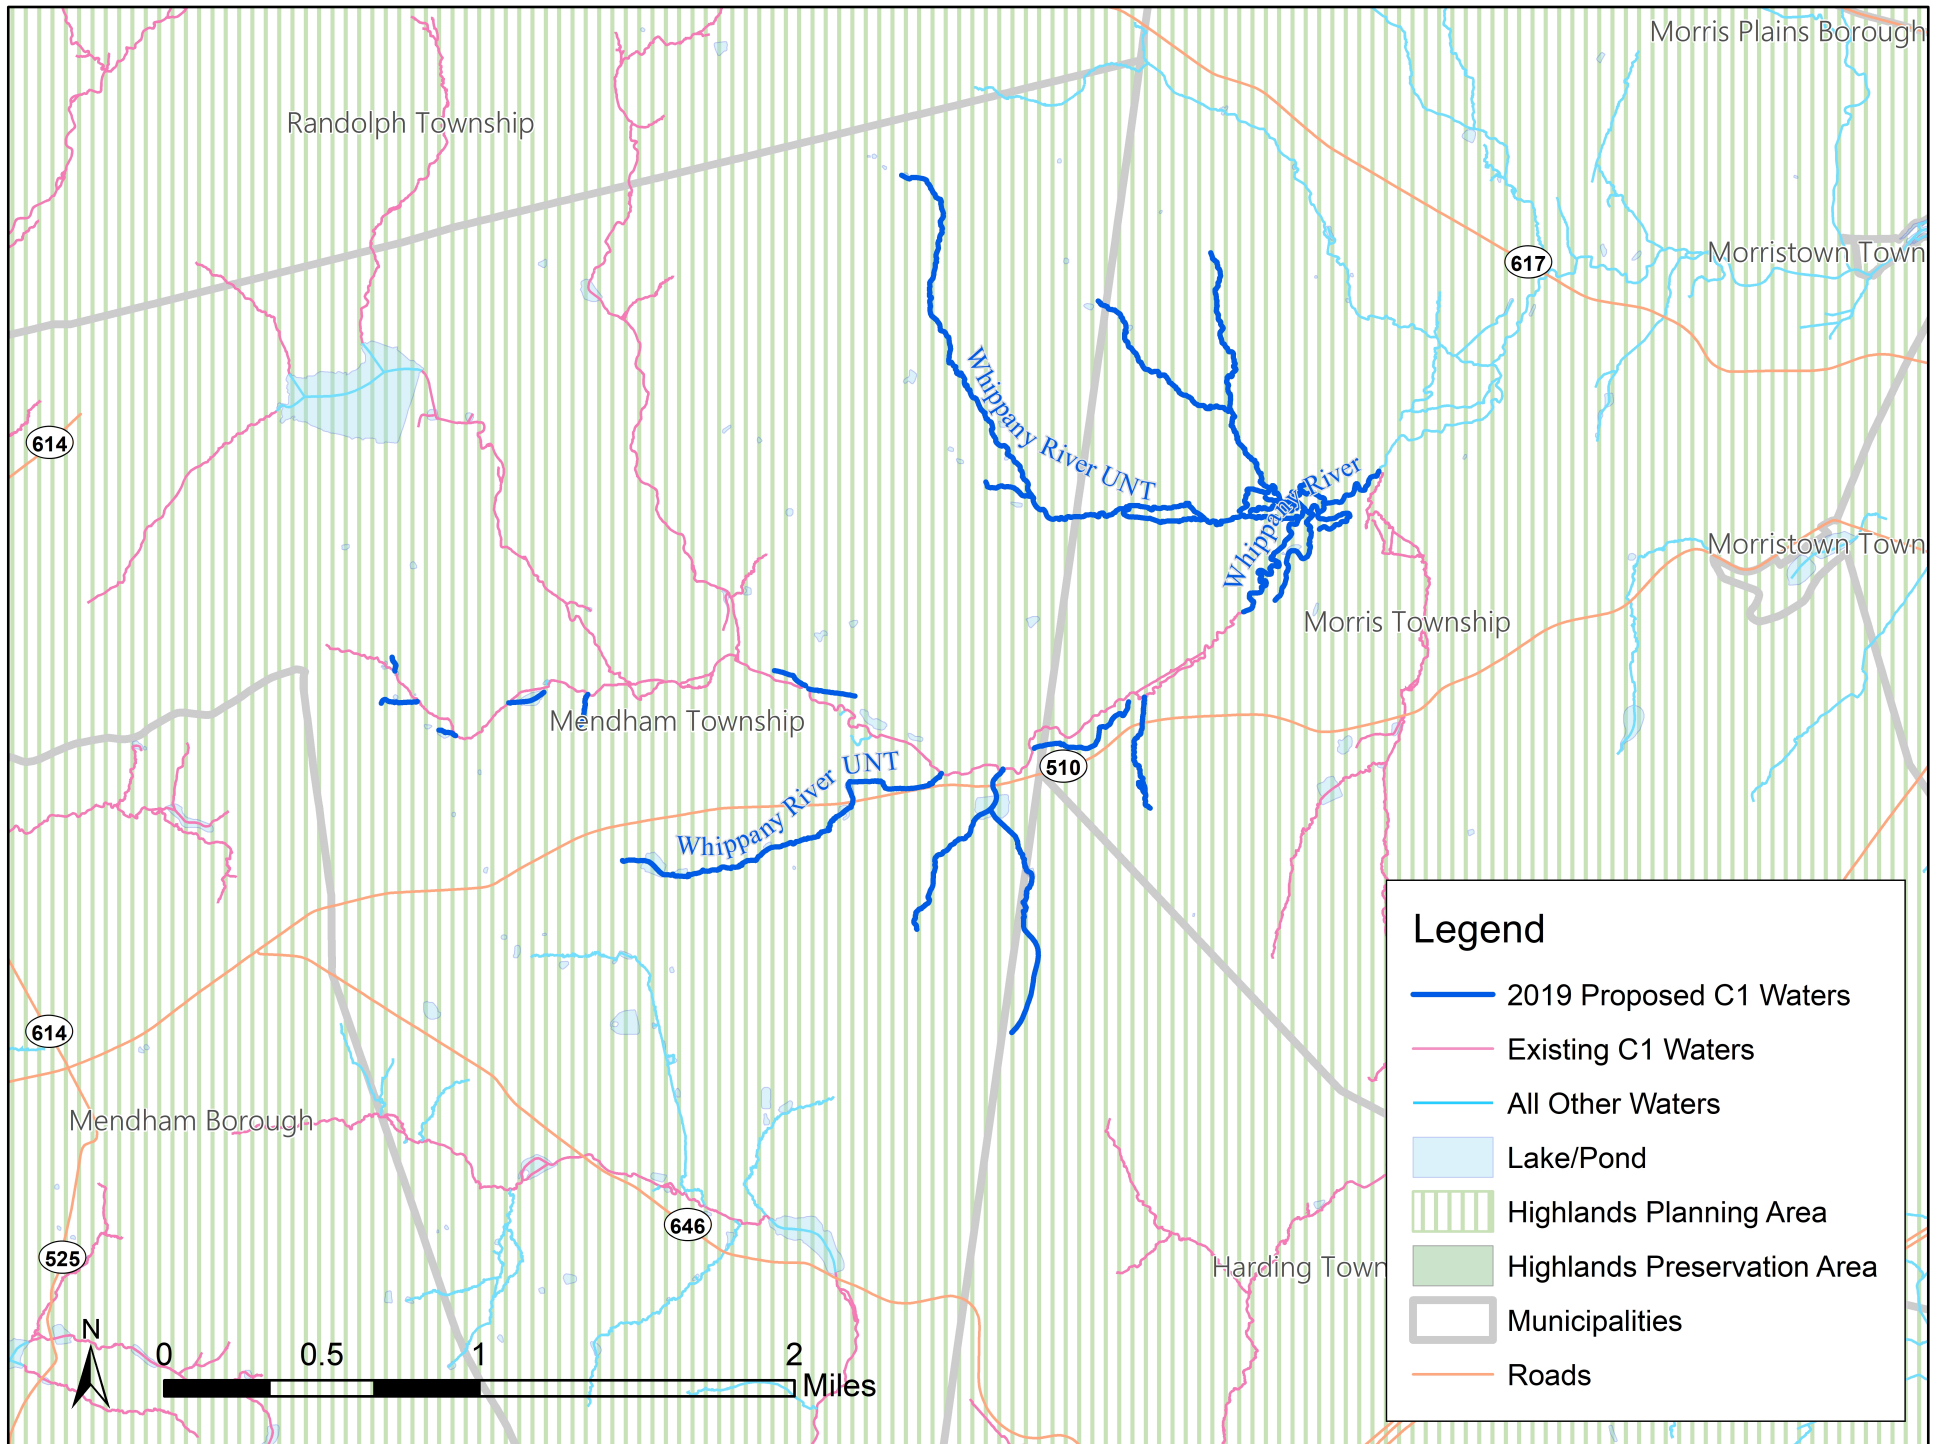 Morris Plains Borough
Randolph Township
Morristown Town
617
Whippany River UNT
614
Whippany River
Morristown Town
Morris Township
Mendham Township
510
Whippany River UNT
Legend
2019 Proposed C1 Waters
Existing C1 Waters
All Other Waters
Lake/Pond
Highlands Planning Area
Highlands Preservation Area
Municipalities
Roads
614
Mendham Borough
646
525
Harding Town
N
0 0.5 1 2
Miles